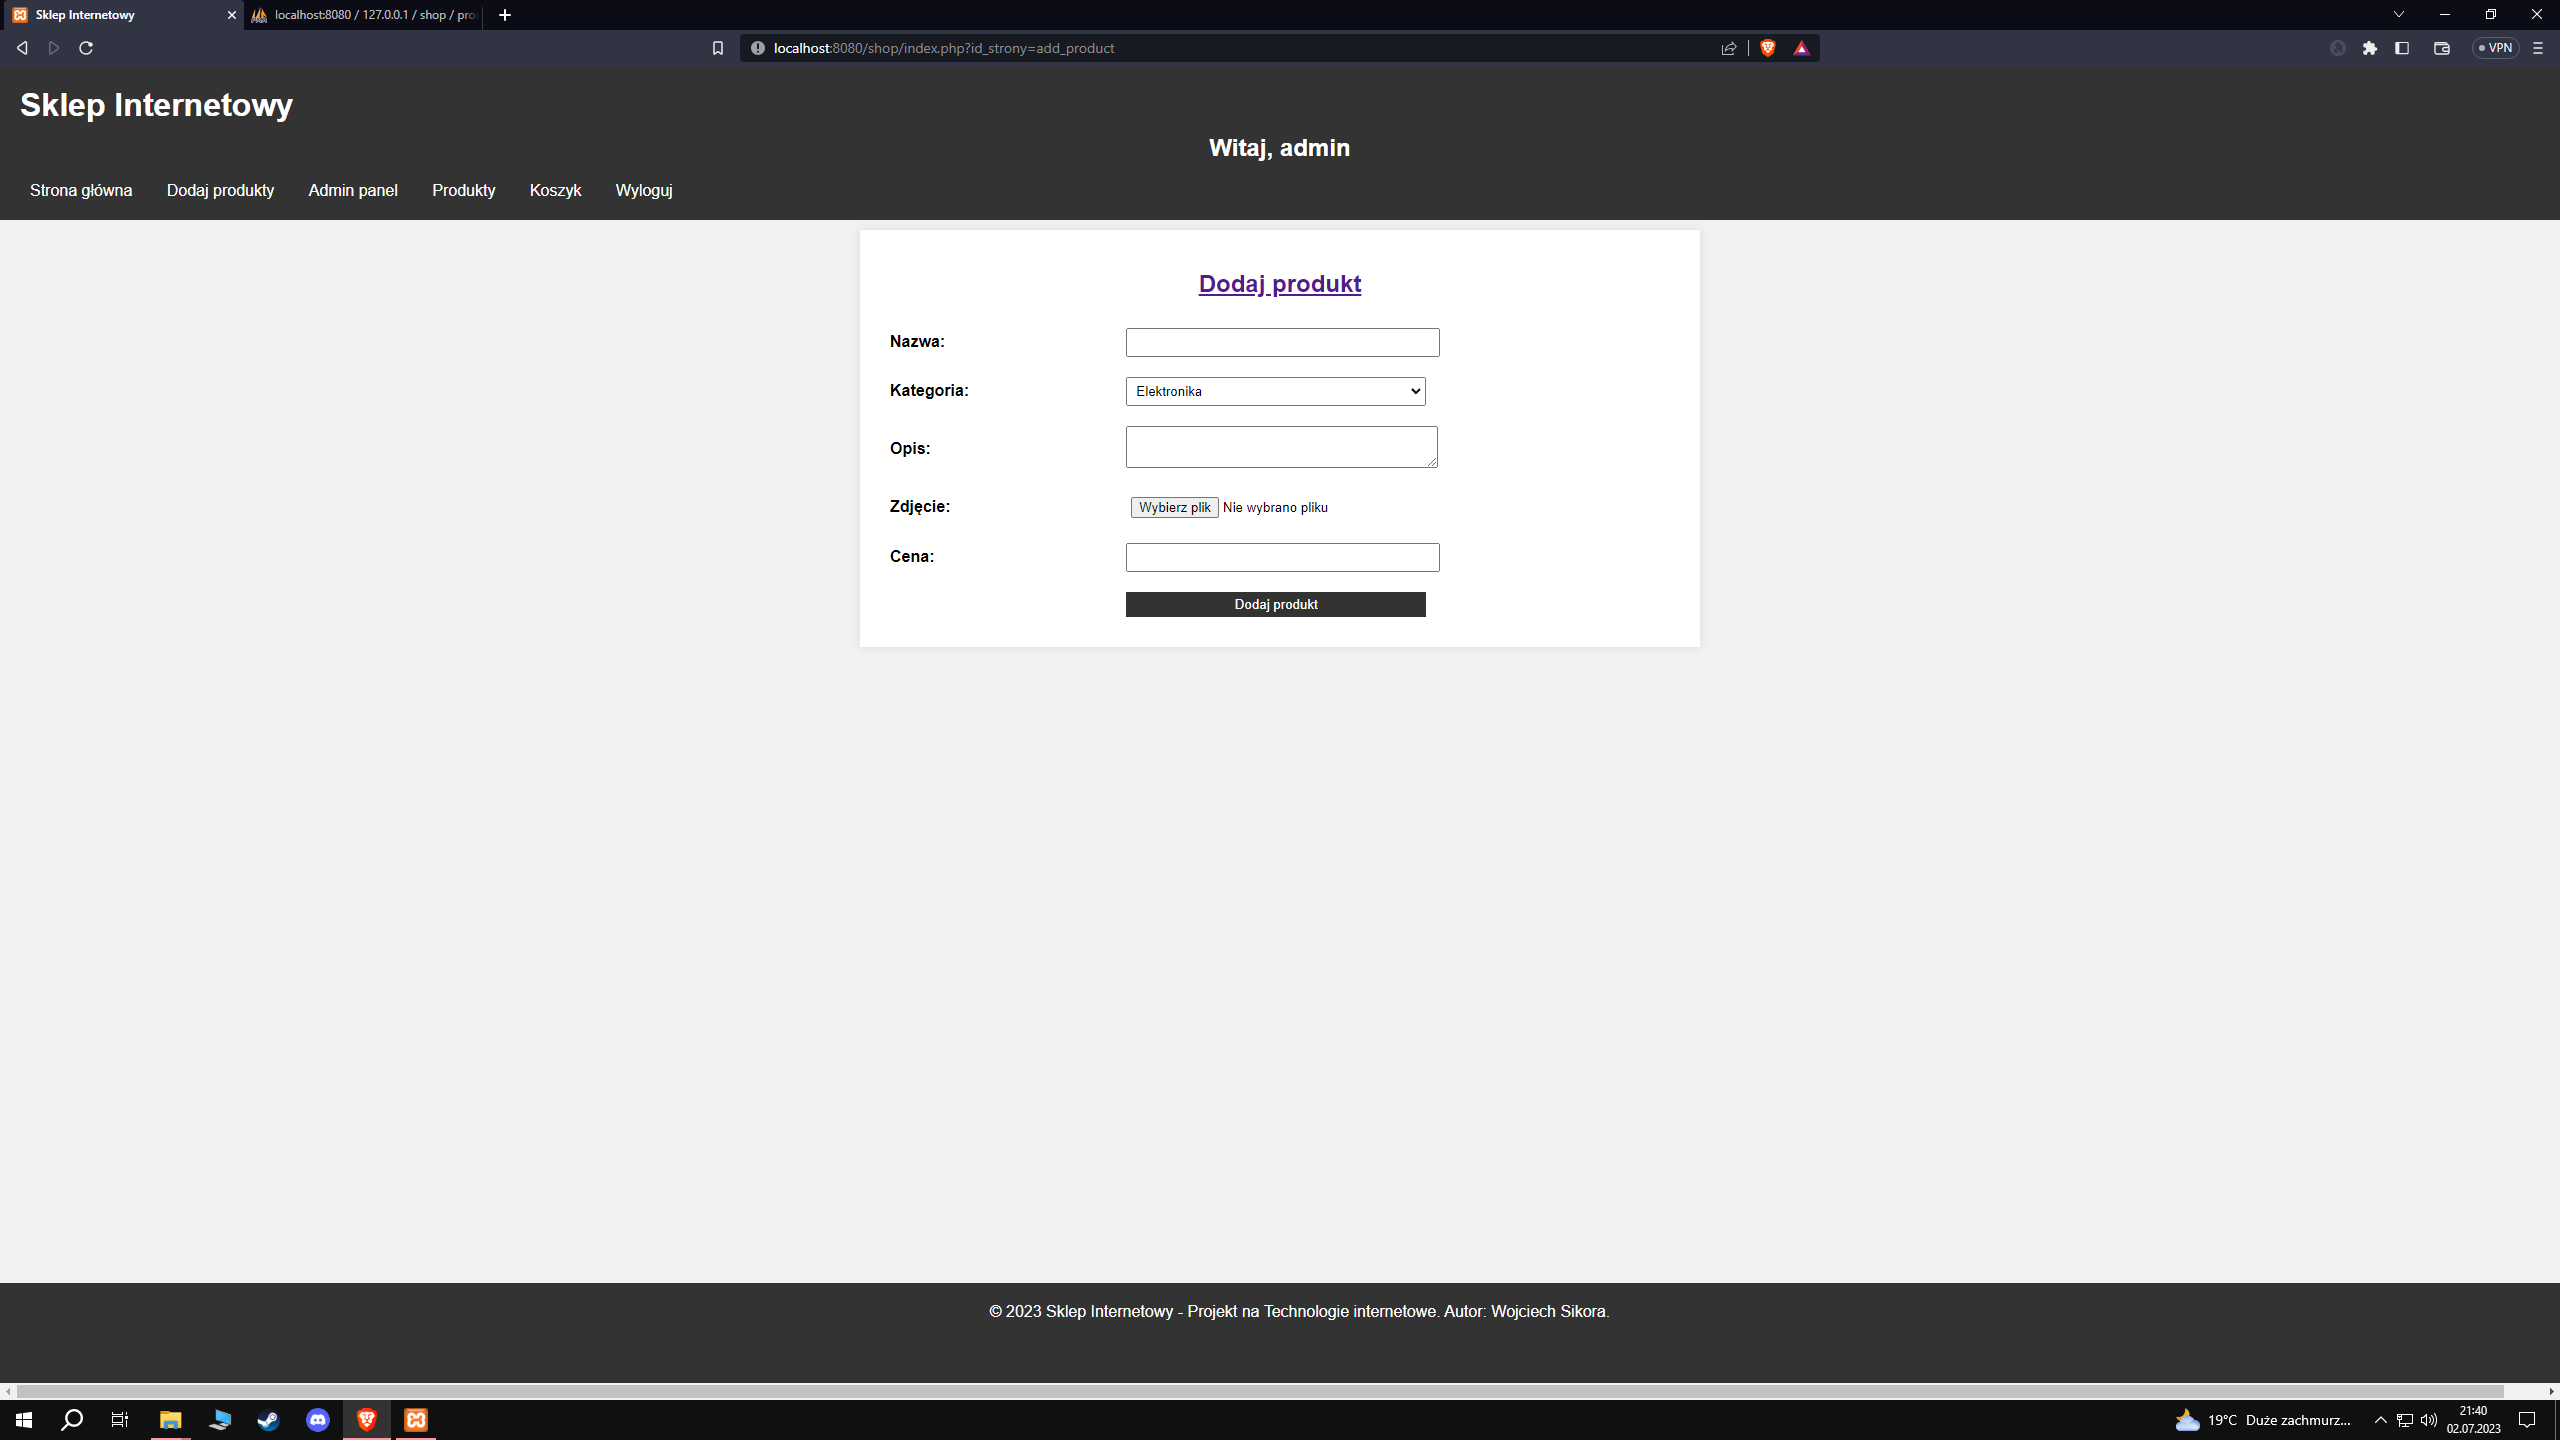 Sklep Internetowy
localhost:8080 / 127.0.0.1 / shop / pro
localhost:8080/shop/index.php?id_strony=add_product
VPN
Sklep Internetowy
Witaj, admin
Strona główna Dodaj produkty Admin panel Produkty Koszyk Wyloguj
Dodaj produkt
Nazwa:
Kategoria: Elektronika
Opis:
Zdjęcie: Wybierz plik Nie wybrano pliku
Cena:
Dodaj produkt
© 2023 Sklep Internetowy - Projekt na Technologie internetowe. Autor: Wojciech Sikora.
19°C Duże zachmurz...
21:40
02.07.2023